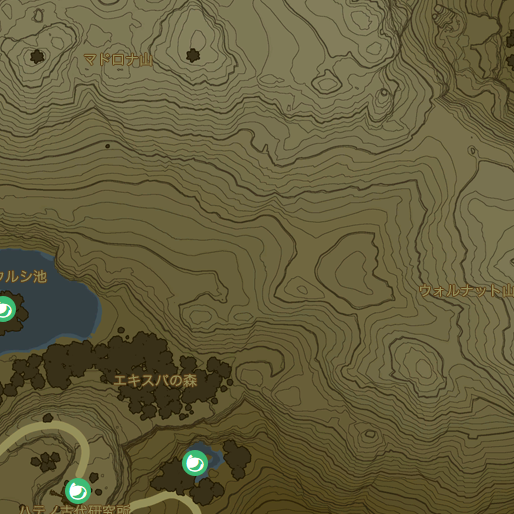 マドロナ山
クルシ池
ウォルナット山
エキスパの森
ハテノ古代研究所